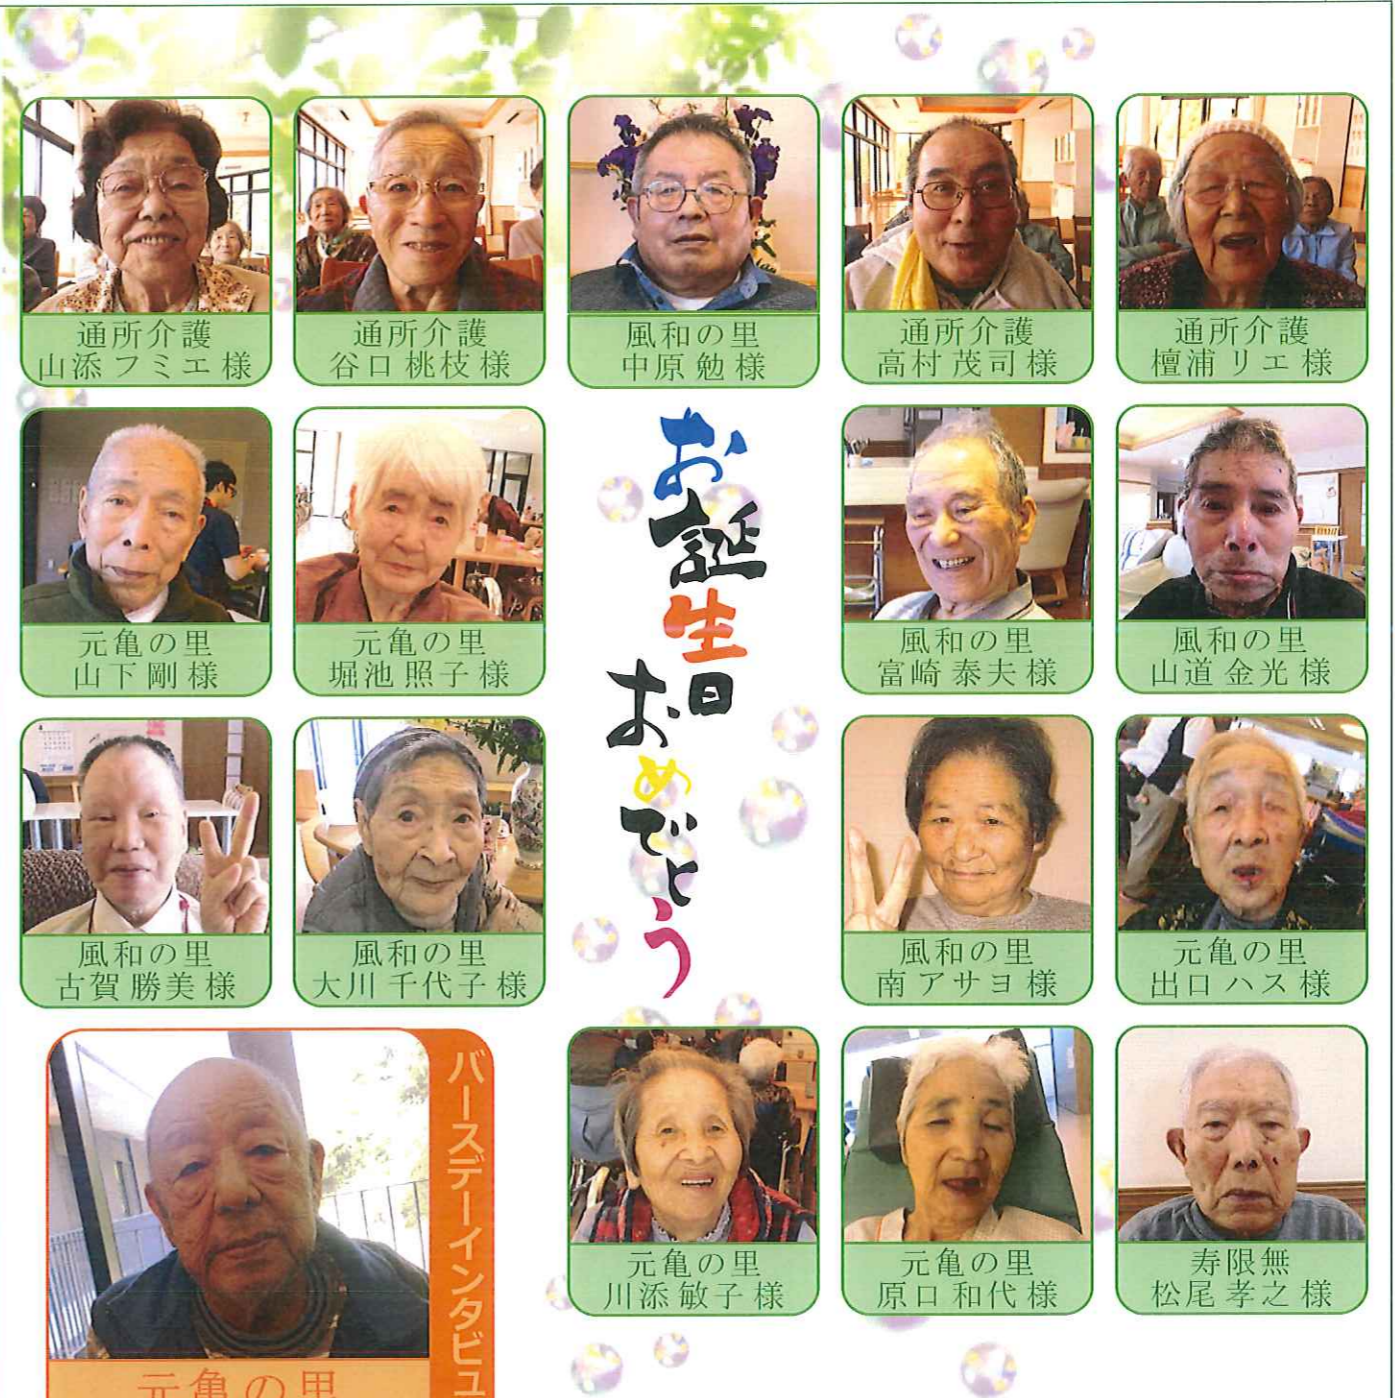 通所介護
山添 フミエ 様
通所介護
谷口 桃枝 様
風和の里
中原 勉 様
通所介護
高村 茂司 様
通所介護
檀浦 リエ 様
お誕生日おめでとう
元亀の里
山下 剛 様
元亀の里
堀池 照子 様
風和の里
富崎 泰夫 様
風和の里
山道 金光 様
風和の里
古賀 勝美 様
風和の里
大川 千代子 様
風和の里
南 アサヨ 様
元亀の里
出口 ハス 様
バースデーインタビュ
元亀の里
元亀の里
川添 敏子 様
元亀の里
原口 和代 様
寿限無
松尾 孝之 様